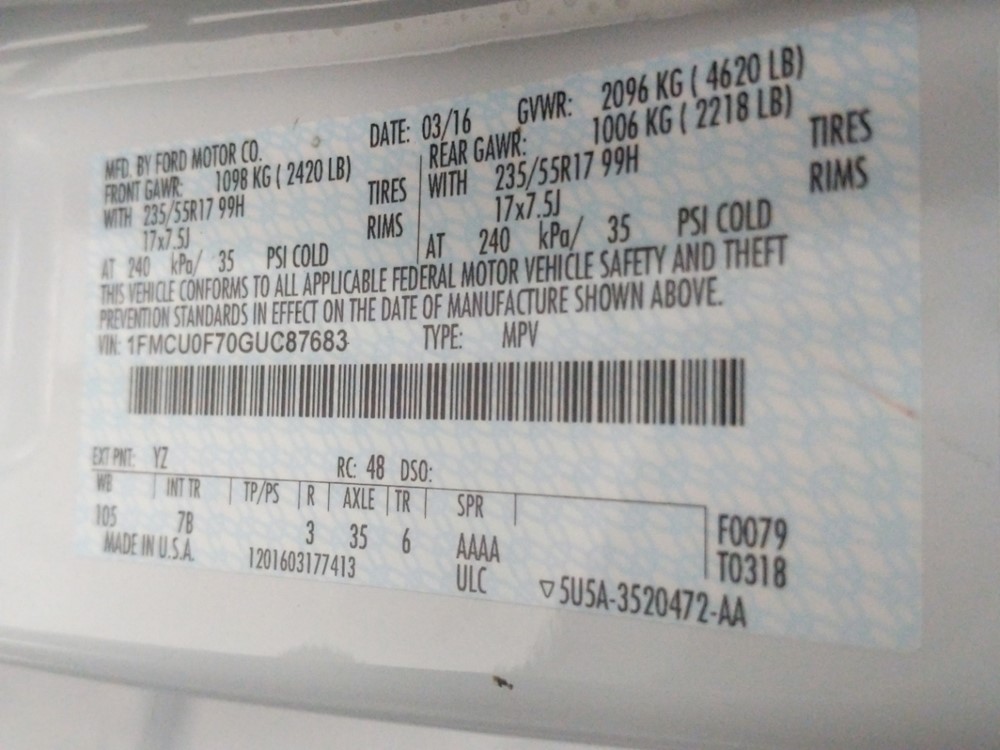 MFD. BY FORD MOTOR CO. DATE: 03/16 GVWR: 2096 KG ( 4620 LB)
FRONT GAWR: 1098 KG ( 2420 LB) REAR GAWR: 1006 KG ( 2218 LB)
WITH 235/55R17 99H TIRES WITH 235/55R17 99H TIRES
17x7.5J RIMS 17x7.5J RIMS
AT 240 kPa/ 35 PSI COLD AT 240 kPa/ 35 PSI COLD
THIS VEHICLE CONFORMS TO ALL APPLICABLE FEDERAL MOTOR VEHICLE SAFETY AND THEFT
PREVENTION STANDARDS IN EFFECT ON THE DATE OF MANUFACTURE SHOWN ABOVE.
VIN: 1FMCU0F70GUC87683 TYPE: MPV
EXT PNT: YZ RC: 48 DSO:
WB INT TR TP/PS R AXLE TR SPR F0079
105 7B 3 35 6 AAAA T0318
MADE IN U.S.A. 1201603177413 ULC ▽5U5A-3520472-AA